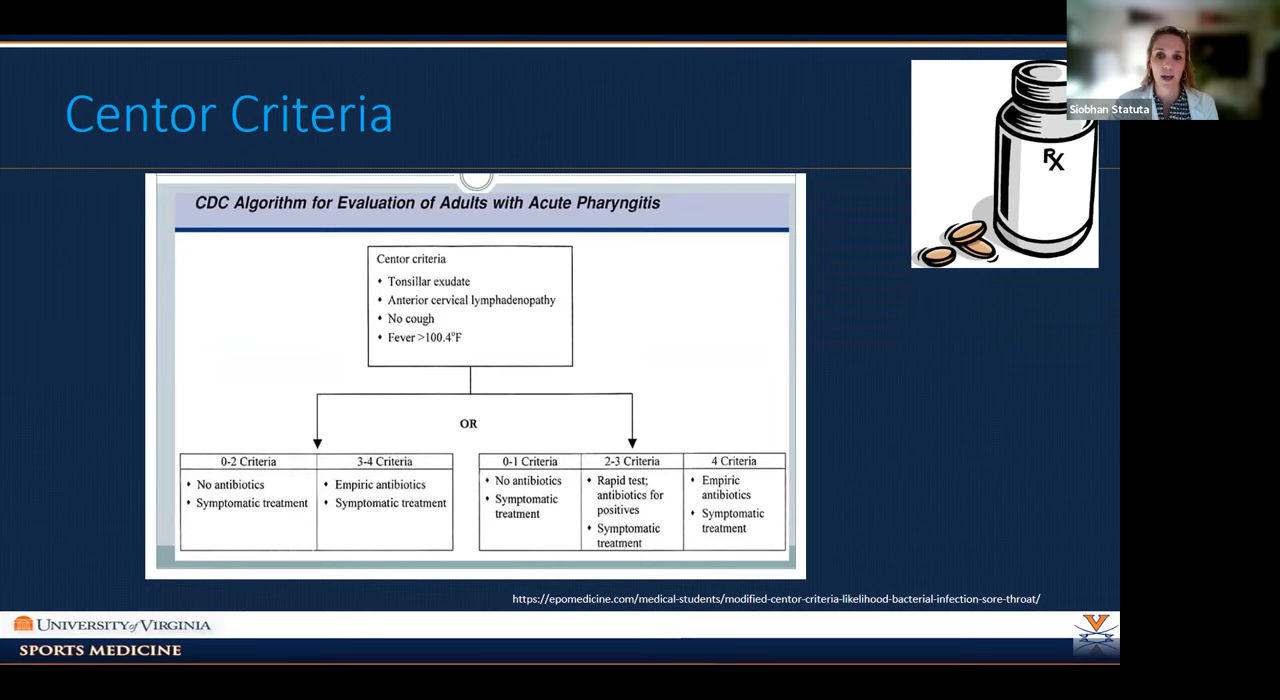 Siobhan Statuta
Centor Criteria
Rx
CDC Algorithm for Evaluation of Adults with Acute Pharyngitis
Centor criteria
♦ Tonsillar exudate
♦ Anterior cervical lymphadenopathy
♦ No cough
♦ Fever >100.4°F
OR
0-2 Criteria
♦ No antibiotics
♦ Symptomatic treatment
3-4 Criteria
♦ Empiric antibiotics
♦ Symptomatic treatment
0-1 Criteria
♦ No antibiotics
♦ Symptomatic
treatment
2-3 Criteria
♦ Rapid test;
antibiotics for
positives
♦ Symptomatic
treatment
4 Criteria
♦ Empiric
antibiotics
♦ Symptomatic
treatment
https://epomedicine.com/medical-students/modified-centor-criteria-likelihood-bacterial-infection-sore-throat/
UNIVERSITY of VIRGINIA
SPORTS MEDICINE